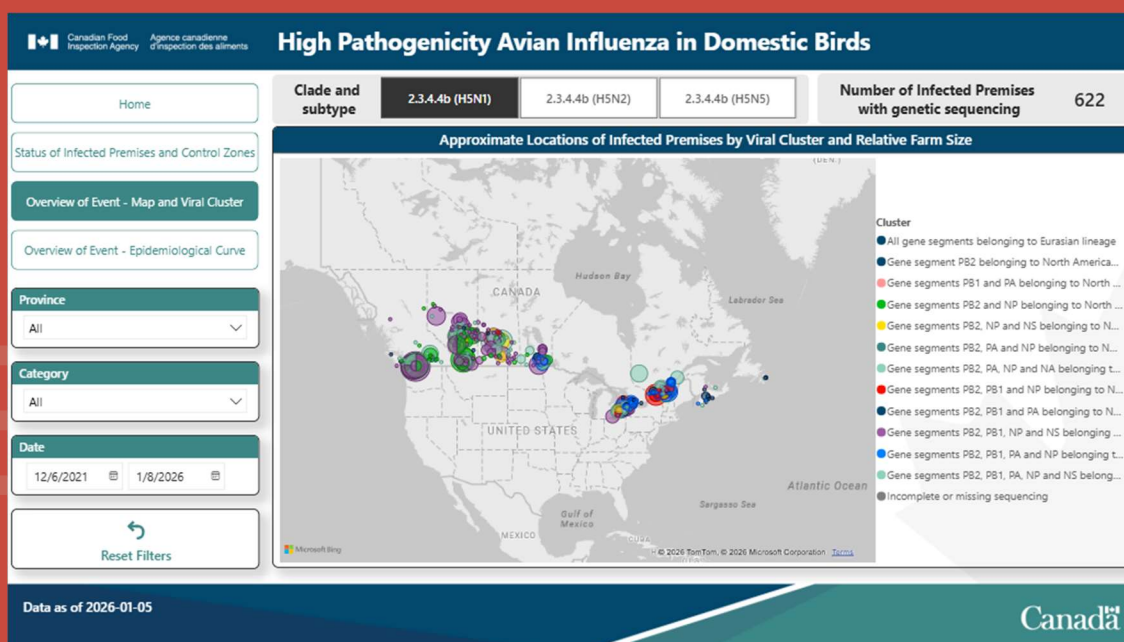 Canadian Food
Inspection Agency
Agence canadienne
d'inspection des aliments
High Pathogenicity Avian Influenza in Domestic Birds
Home
Status of Infected Premises and Control Zones
Overview of Event - Map and Viral Cluster
Overview of Event - Epidemiological Curve
Province
All
Category
All
Date
12/6/2021
1/8/2026
Reset Filters
Clade and
subtype
2.3.4.4b (H5N1)
2.3.4.4b (H5N2)
2.3.4.4b (H5N5)
Number of Infected Premises
with genetic sequencing
622
Approximate Locations of Infected Premises by Viral Cluster and Relative Farm Size
(DEN.)
Hudson Bay
CANADA
Labrador Sea
UNITED STATES
Atlantic Ocean
Sargasso Sea
Gulf of
Mexico
MEXICO
CUBA
Microsoft Bing
© 2026 TomTom, © 2026 Microsoft Corporation Terms
Cluster
All gene segments belonging to Eurasian lineage
Gene segment PB2 belonging to North America...
Gene segments PB1 and PA belonging to North ...
Gene segments PB2 and NP belonging to North ...
Gene segments PB2, NP and NS belonging to N...
Gene segments PB2, PA and NP belonging to N...
Gene segments PB2, PA, NP and NA belonging t...
Gene segments PB2, PB1 and NP belonging to N...
Gene segments PB2, PB1 and PA belonging to N...
Gene segments PB2, PB1, NP and NS belonging ...
Gene segments PB2, PB1, PA and NP belonging t...
Gene segments PB2, PB1, PA, NP and NS belong...
Incomplete or missing sequencing
Data as of 2026-01-05
Canada